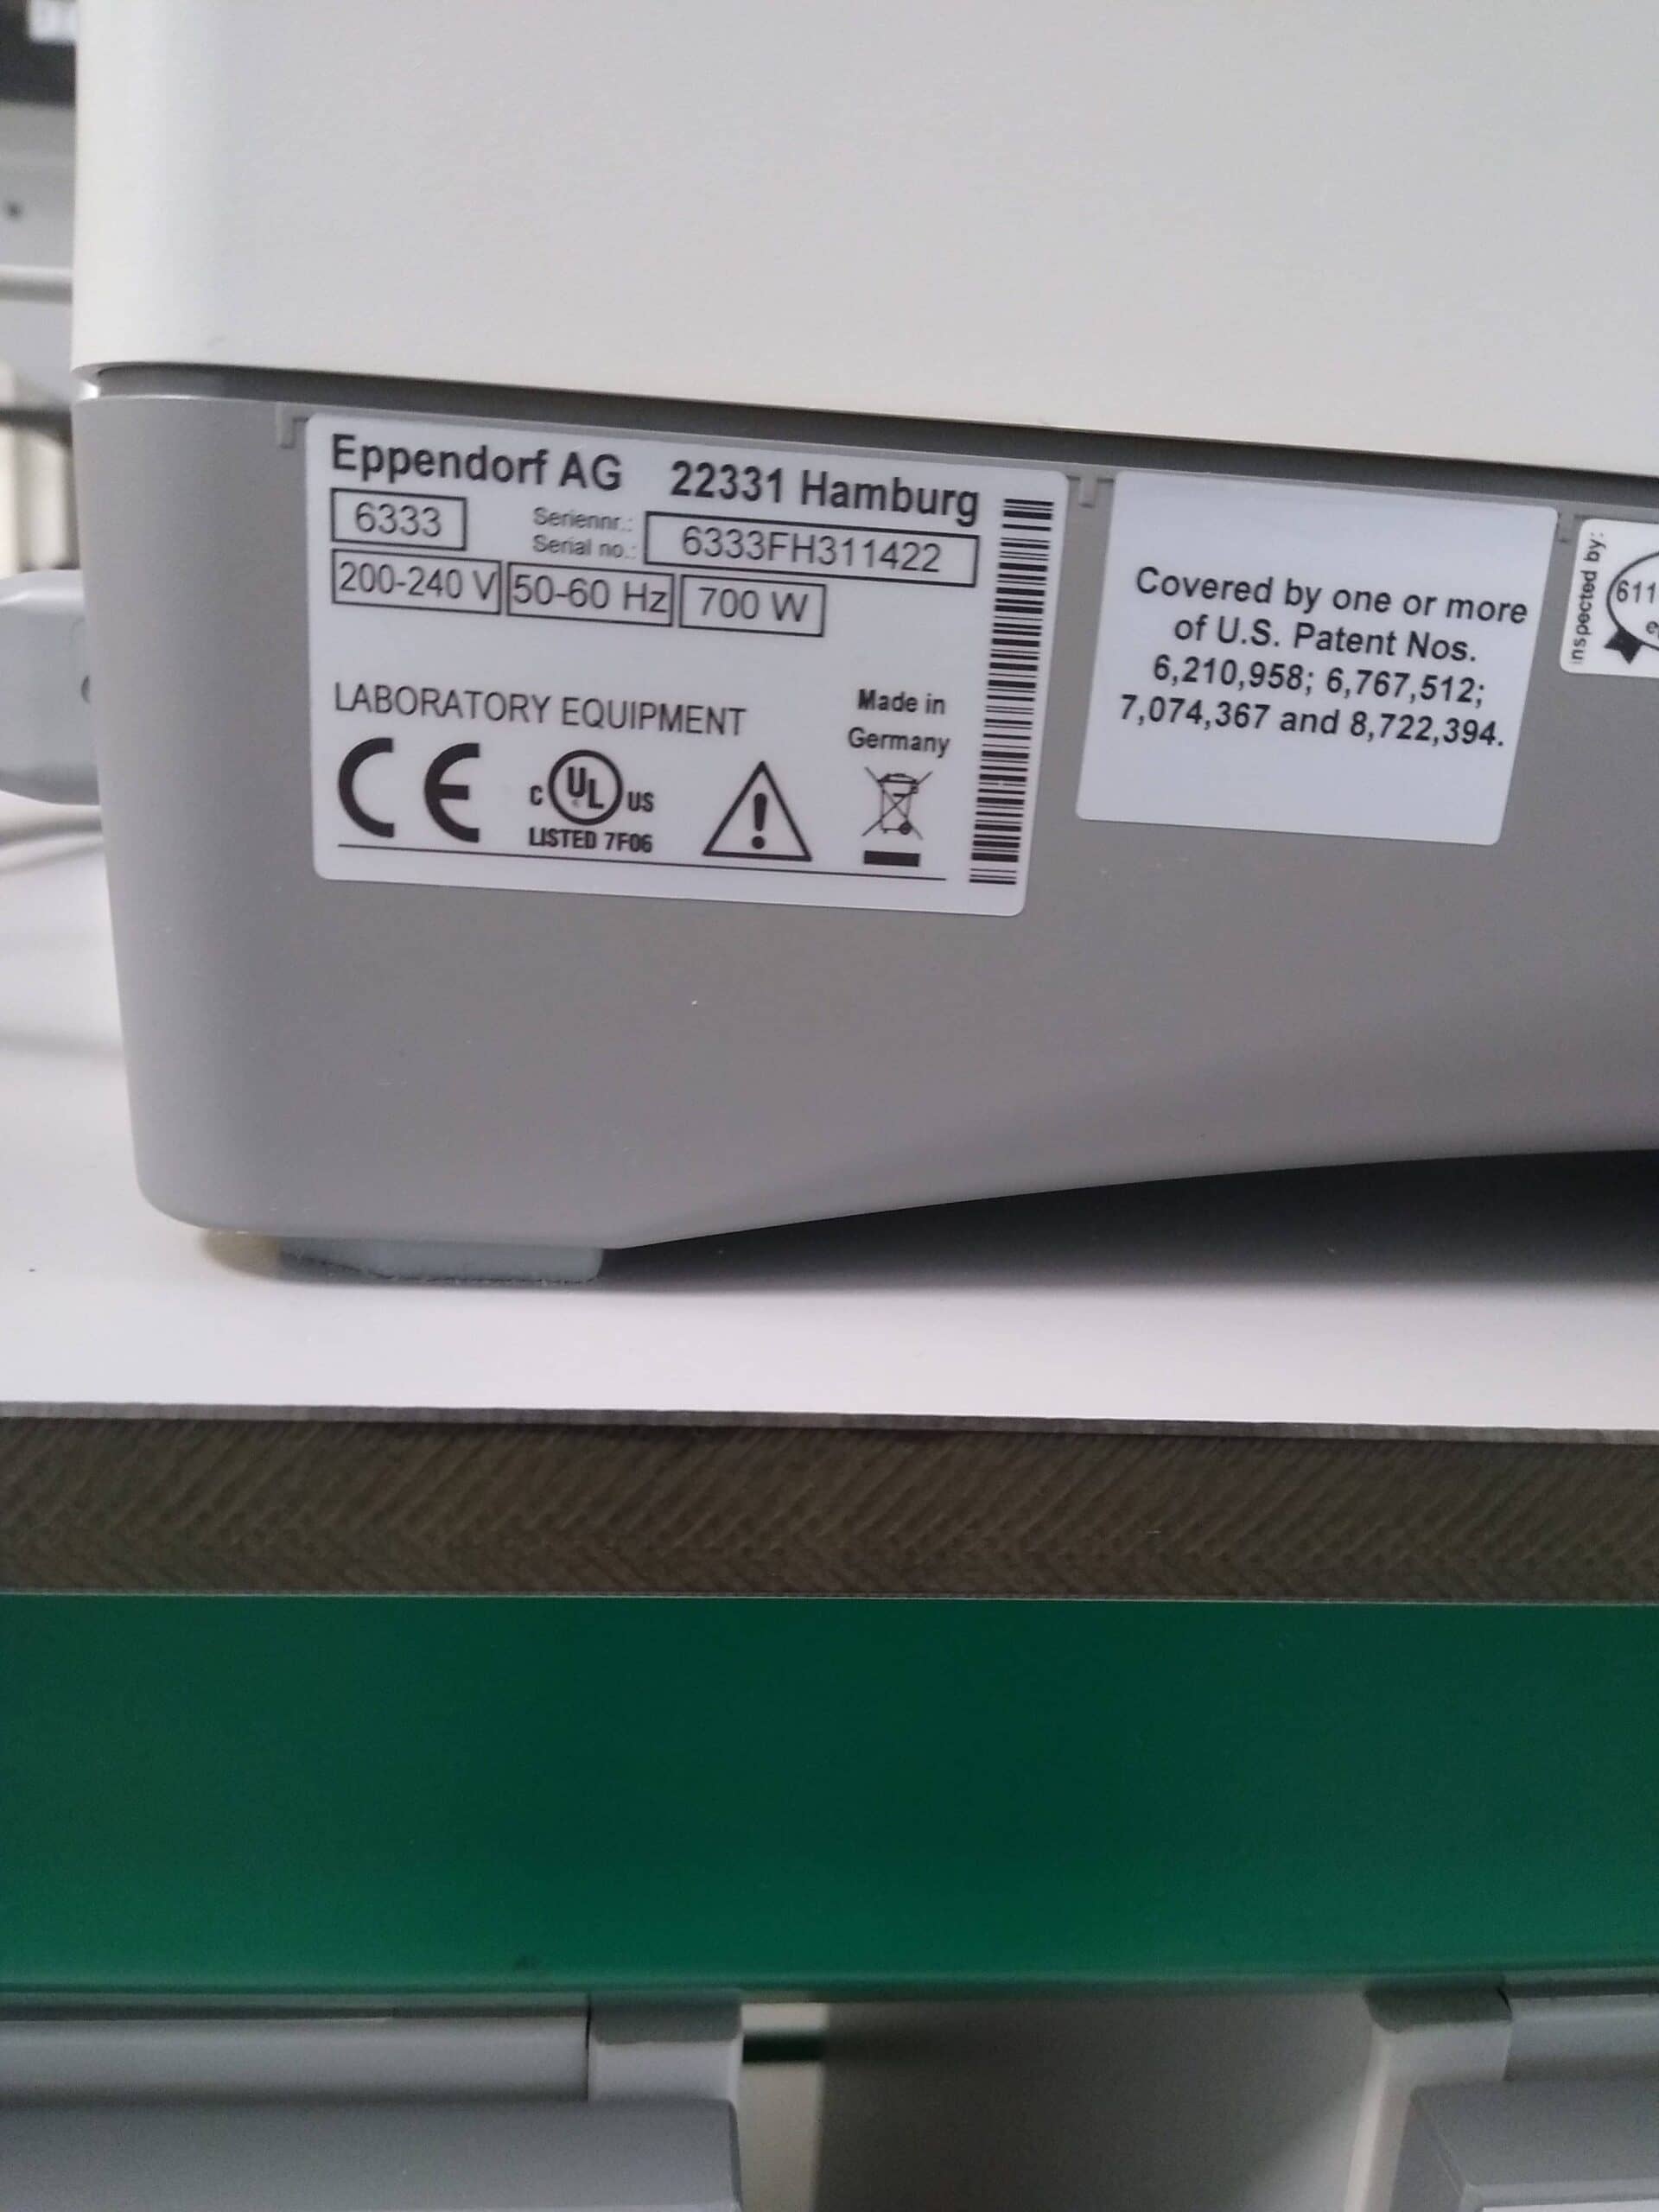 Eppendorf AG 22331 Hamburg
6333 Seriennr.: Serial no.: 6333FH311422
200-240 V 50-60 Hz 700 W
LABORATORY EQUIPMENT
Made in
Germany
CE
C UL US
LISTED 7F06
Covered by one or more
of U.S. Patent Nos.
6,210,958; 6,767,512;
7,074,367 and 8,722,394.
inspected by:
611